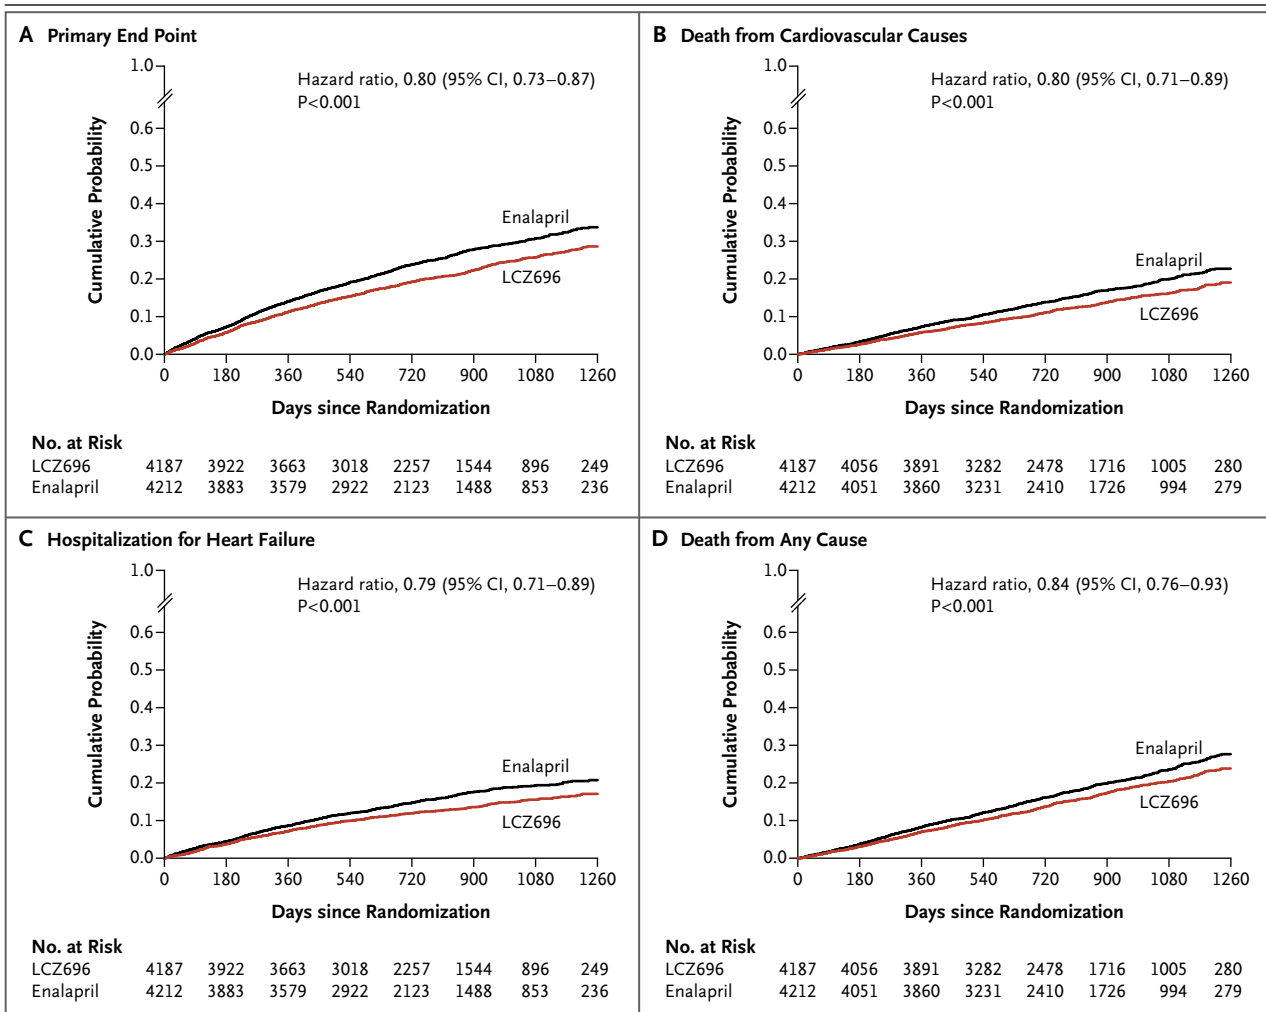 A Primary End Point
Hazard ratio, 0.80 (95% CI, 0.73–0.87)
P<0.001
Cumulative Probability
1.0
0.6
0.5
0.4
0.3
0.2
0.1
0.0
Enalapril
LCZ696
0 180 360 540 720 900 1080 1260
Days since Randomization
No. at Risk
LCZ696 4187 3922 3663 3018 2257 1544 896 249
Enalapril 4212 3883 3579 2922 2123 1488 853 236
B Death from Cardiovascular Causes
Hazard ratio, 0.80 (95% CI, 0.71–0.89)
P<0.001
Cumulative Probability
1.0
0.6
0.5
0.4
0.3
0.2
0.1
0.0
Enalapril
LCZ696
0 180 360 540 720 900 1080 1260
Days since Randomization
No. at Risk
LCZ696 4187 4056 3891 3282 2478 1716 1005 280
Enalapril 4212 4051 3860 3231 2410 1726 994 279
C Hospitalization for Heart Failure
Hazard ratio, 0.79 (95% CI, 0.71–0.89)
P<0.001
Cumulative Probability
1.0
0.6
0.5
0.4
0.3
0.2
0.1
0.0
Enalapril
LCZ696
0 180 360 540 720 900 1080 1260
Days since Randomization
No. at Risk
LCZ696 4187 3922 3663 3018 2257 1544 896 249
Enalapril 4212 3883 3579 2922 2123 1488 853 236
D Death from Any Cause
Hazard ratio, 0.84 (95% CI, 0.76–0.93)
P<0.001
Cumulative Probability
1.0
0.6
0.5
0.4
0.3
0.2
0.1
0.0
Enalapril
LCZ696
0 180 360 540 720 900 1080 1260
Days since Randomization
No. at Risk
LCZ696 4187 4056 3891 3282 2478 1716 1005 280
Enalapril 4212 4051 3860 3231 2410 1726 994 279